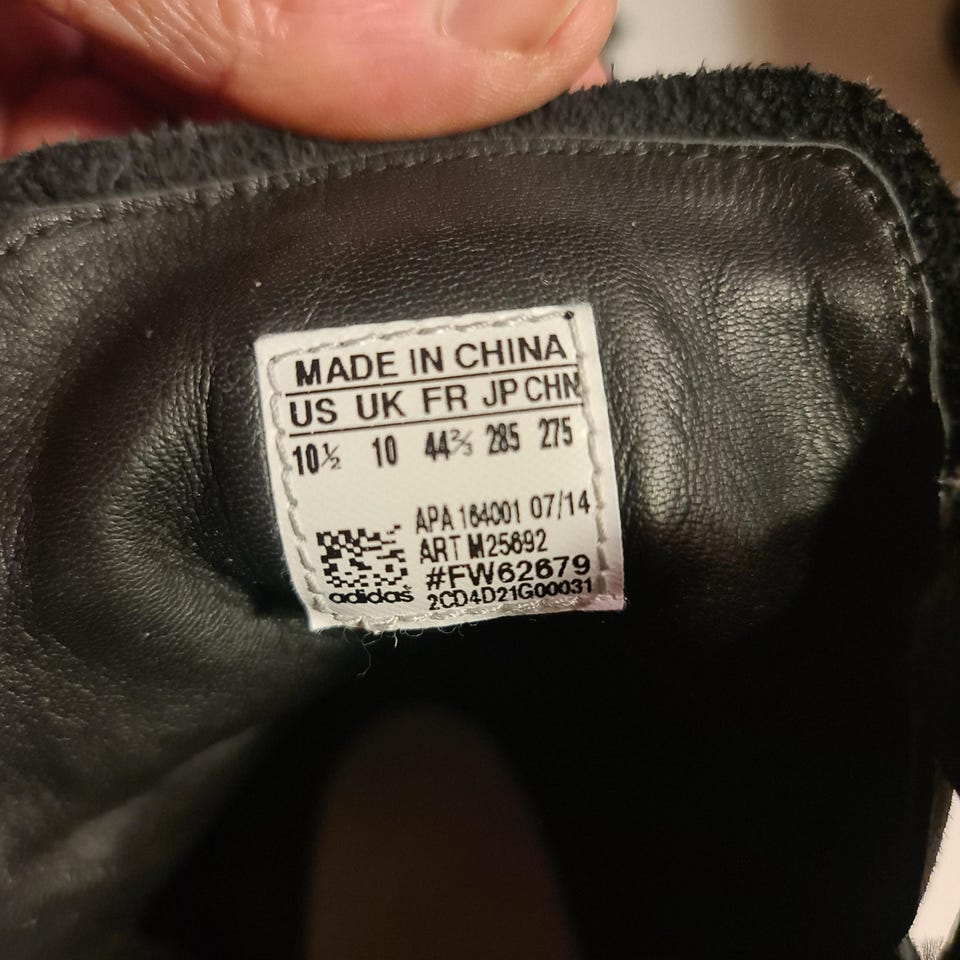 MADE IN CHINA
US UK FR JP CHN
10½ 10 44⅔ 285 275
APA 164001 07/14
ART M25692
#FW62679
adidas 2CD4D21G00031